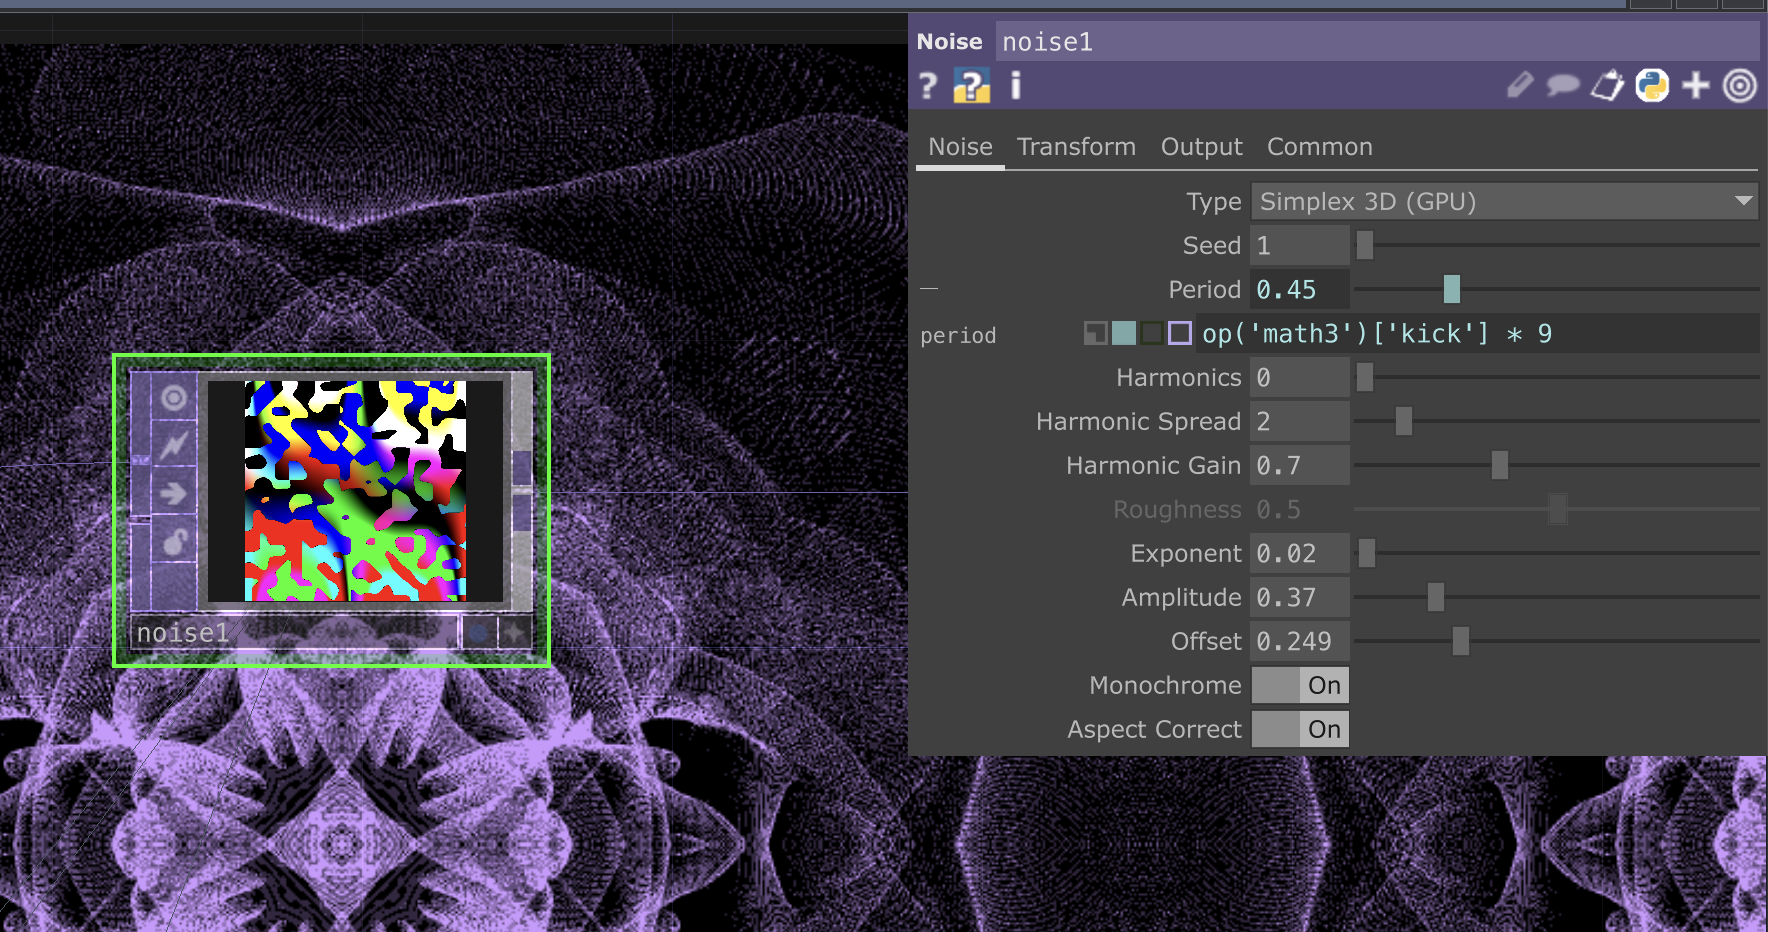 Noise noise1
? ? i
Noise Transform Output Common
Type Simplex 3D (GPU)
Seed 1
Period 0.45
period op('math3')['kick'] * 9
Harmonics 0
Harmonic Spread 2
Harmonic Gain 0.7
Roughness 0.5
Exponent 0.02
Amplitude 0.37
Offset 0.249
Monochrome On
Aspect Correct On
noise1